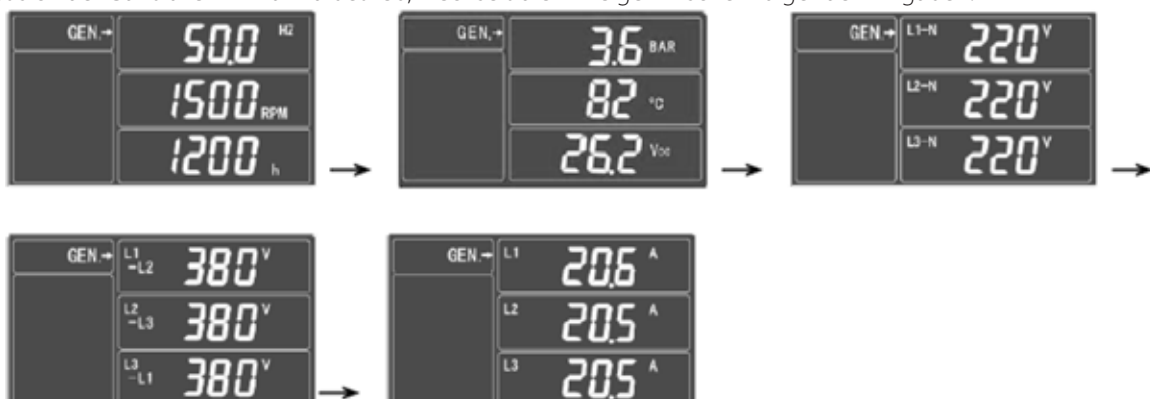 GEN.→ 50.0 HZ
1500 RPM
1200 h
GEN.→ 3.6 BAR
82 °C
26.2
GEN.→ L1-N 220 V
L2-N 220 V
L3-N 220 V
GEN.→ L1-L2 380 V
L2-L3 380 V
L3-L1 380 V
GEN.→ L1 20.6 A
L2 20.5 A
L3 20.5 A